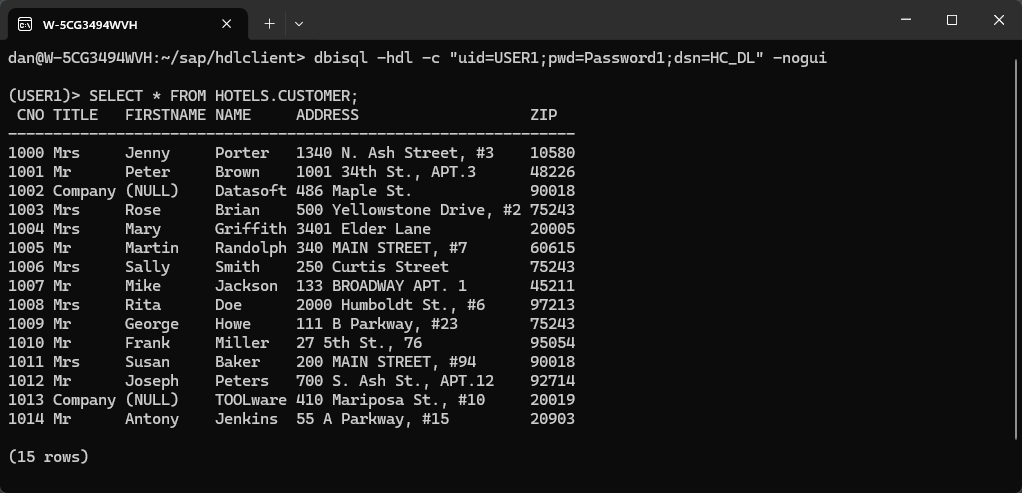 W-5CG3494WVH
dan@W-5CG3494WVH:~/sap/hdlclient> dbisql -hdl -c "uid=USER1;pwd=Password1;dsn=HC_DL" -nogui
(USER1)> SELECT * FROM HOTELS.CUSTOMER;
CNO TITLE FIRSTNAME NAME ADDRESS ZIP
----------------------------------------------------------------
1000 Mrs Jenny Porter 1340 N. Ash Street, #3 10580
1001 Mr Peter Brown 1001 34th St., APT.3 48226
1002 Company (NULL) Datasoft 486 Maple St. 90018
1003 Mrs Rose Brian 500 Yellowstone Drive, #2 75243
1004 Mrs Mary Griffith 3401 Elder Lane 20005
1005 Mr Martin Randolph 340 MAIN STREET, #7 60615
1006 Mrs Sally Smith 250 Curtis Street 75243
1007 Mr Mike Jackson 133 BROADWAY APT. 1 45211
1008 Mrs Rita Doe 2000 Humboldt St., #6 97213
1009 Mr George Howe 111 B Parkway, #23 75243
1010 Mr Frank Miller 27 5th St., 76 95054
1011 Mrs Susan Baker 200 MAIN STREET, #94 90018
1012 Mr Joseph Peters 700 S. Ash St., APT.12 92714
1013 Company (NULL) TOOLware 410 Mariposa St., #10 20019
1014 Mr Antony Jenkins 55 A Parkway, #15 20903
(15 rows)